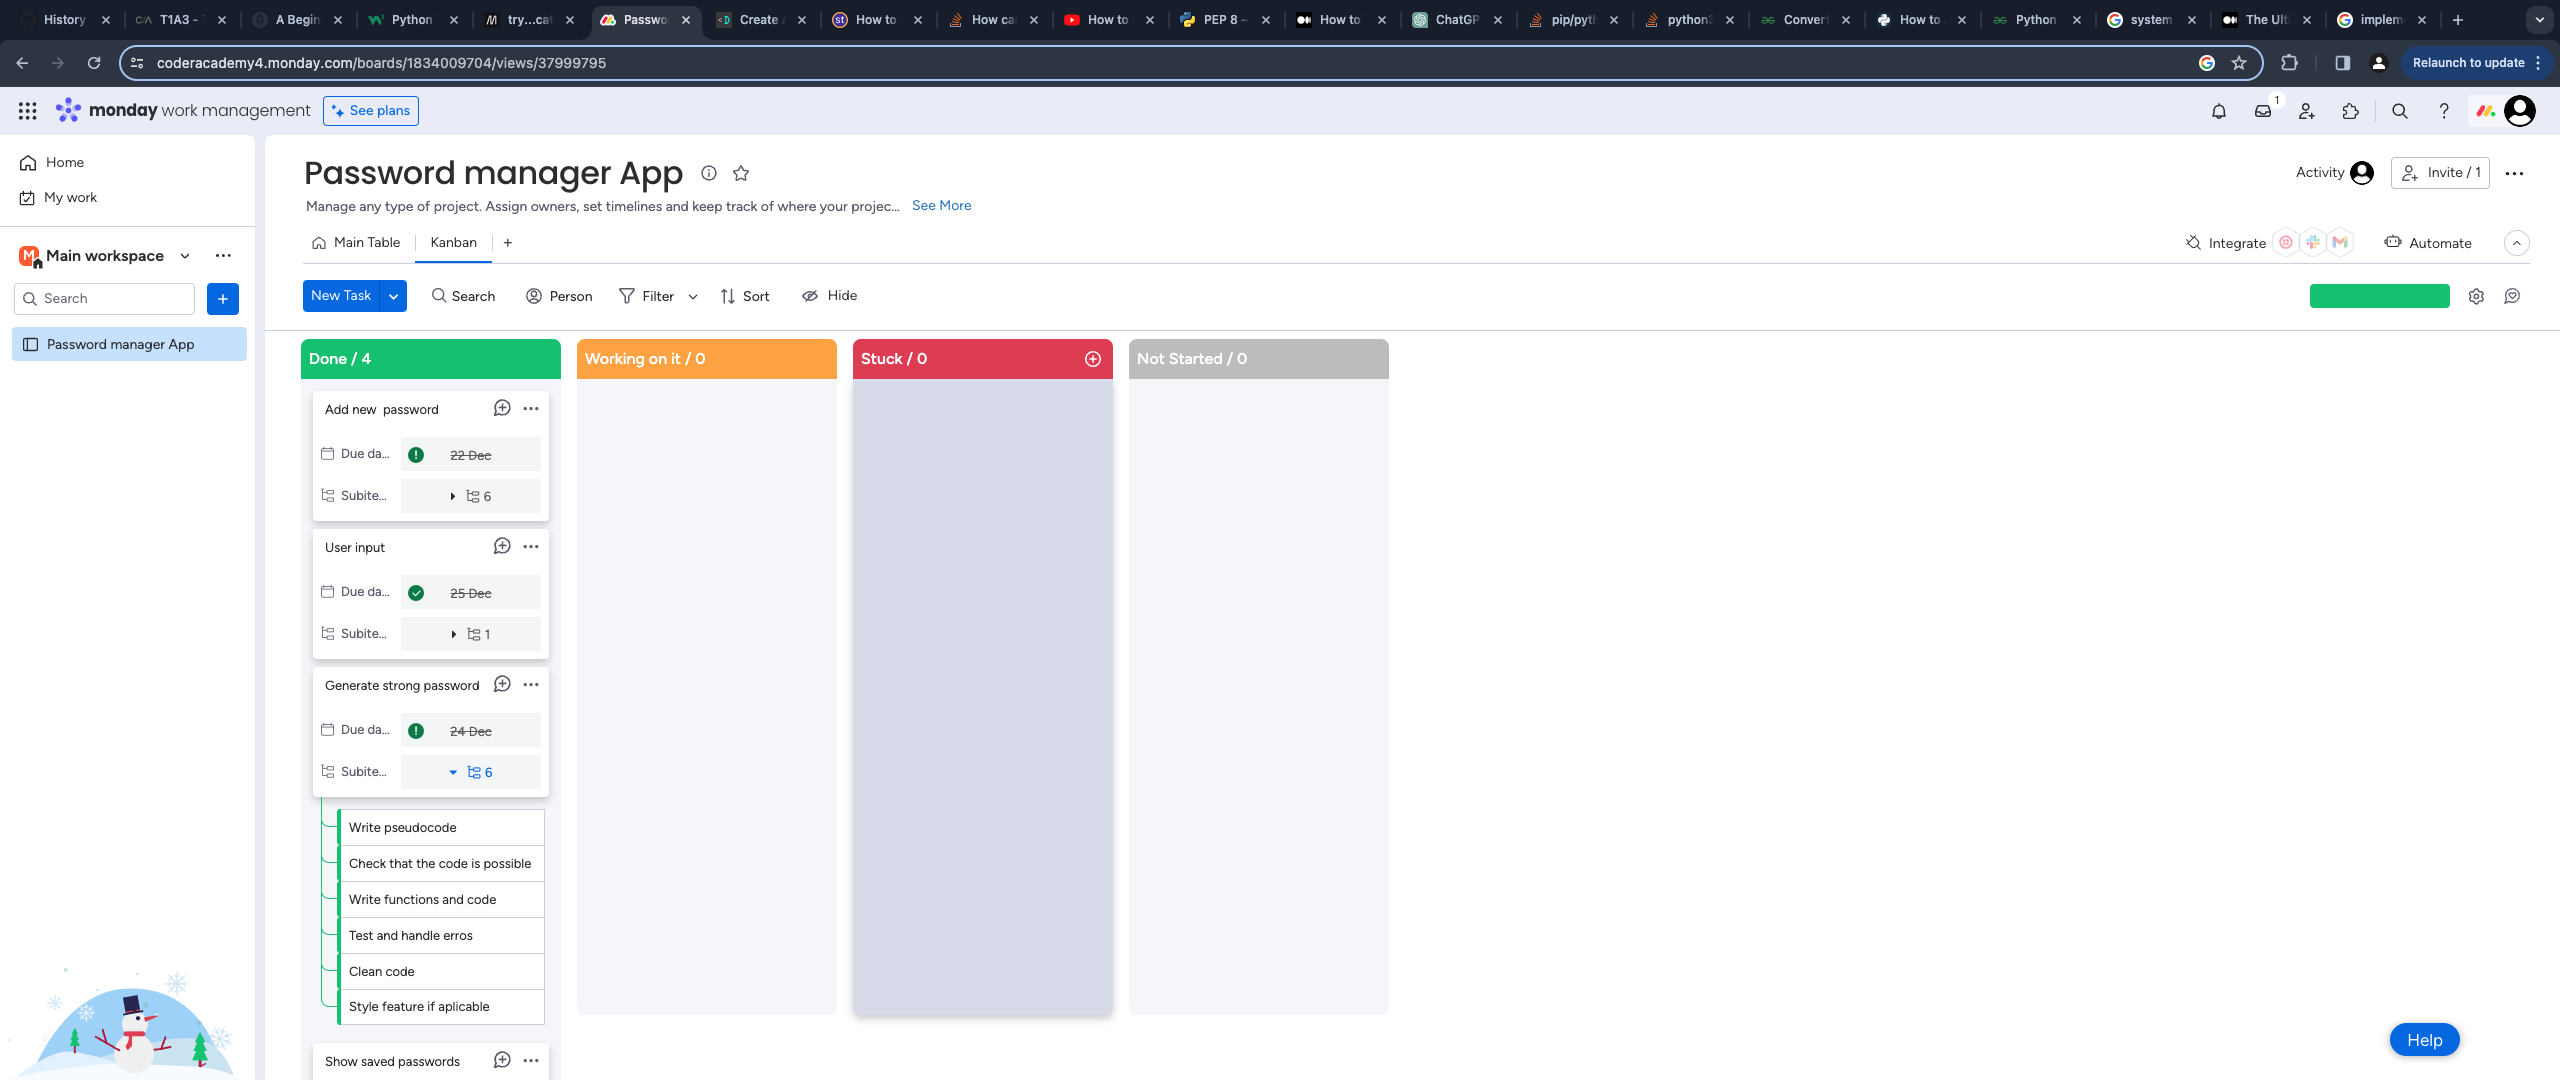 History
T1A3 -
A Begin
Python
try...cat
Passwo
Create
How to
How ca
How to
PEP 8 –
How to
ChatGP
pip/pyth
python3
Convert
How to
Python
system
The Ulti
implem
coderacademy4.monday.com/boards/1834009704/views/37999795
Relaunch to update
monday work management
See plans
1
Home
My work
M
Main workspace
Search
Password manager App
Password manager App
Manage any type of project. Assign owners, set timelines and keep track of where your projec...
See More
Activity
Invite / 1
Main Table
Kanban
Integrate
Automate
New Task
Search
Person
Filter
Sort
Hide
Done / 4
Working on it / 0
Stuck / 0
Not Started / 0
Add new password
Due da...
22 Dec
Subite...
6
User input
Due da...
25 Dec
Subite...
1
Generate strong password
Due da...
24 Dec
Subite...
6
Write pseudocode
Check that the code is possible
Write functions and code
Test and handle erros
Clean code
Style feature if aplicable
Show saved passwords
Help